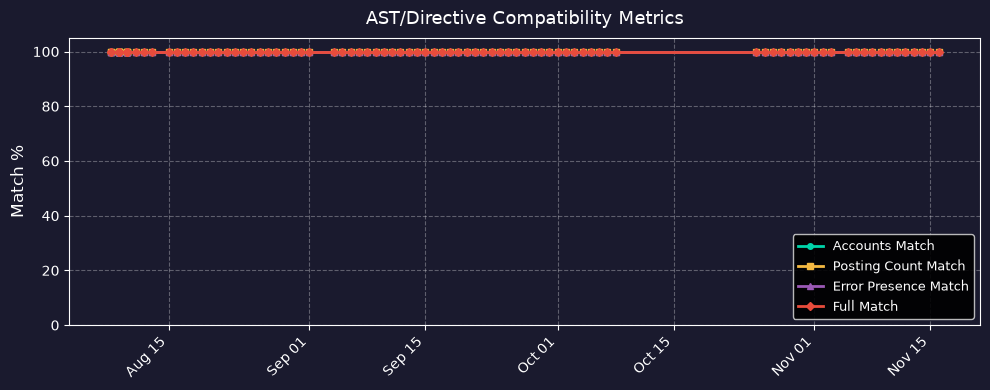 AST/Directive Compatibility Metrics
Match %
100
80
60
40
20
0
Aug 15
Sep 01
Sep 15
Oct 01
Oct 15
Nov 01
Nov 15
Accounts Match
Posting Count Match
Error Presence Match
Full Match